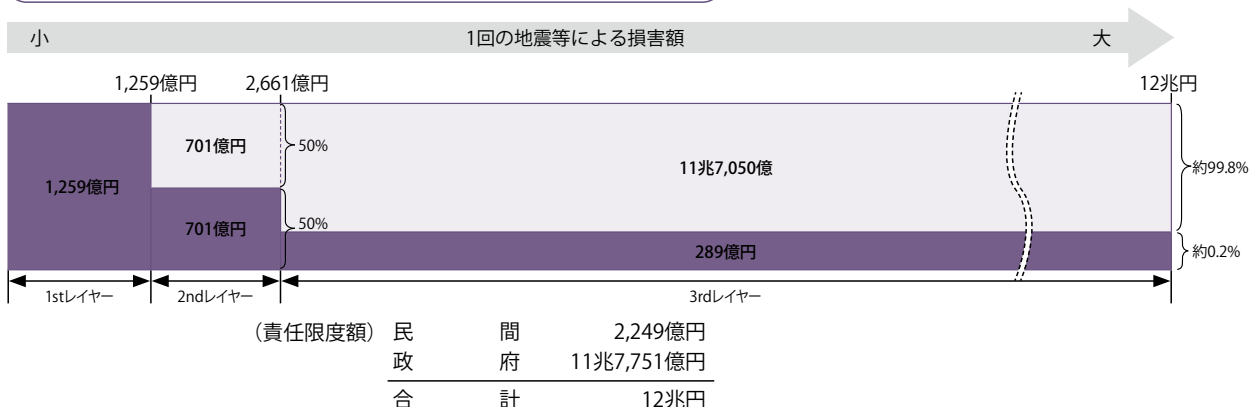 小 1回の地震等による損害額 大
1,259億円 2,661億円 12兆円
701億円 50% 11兆7,050億 約99.8%
1,259億円
701億円 50% 289億円 約0.2%
1stレイヤー 2ndレイヤー 3rdレイヤー
(責任限度額) 民間 2,249億円
政府 11兆7,751億円
合計 12兆円